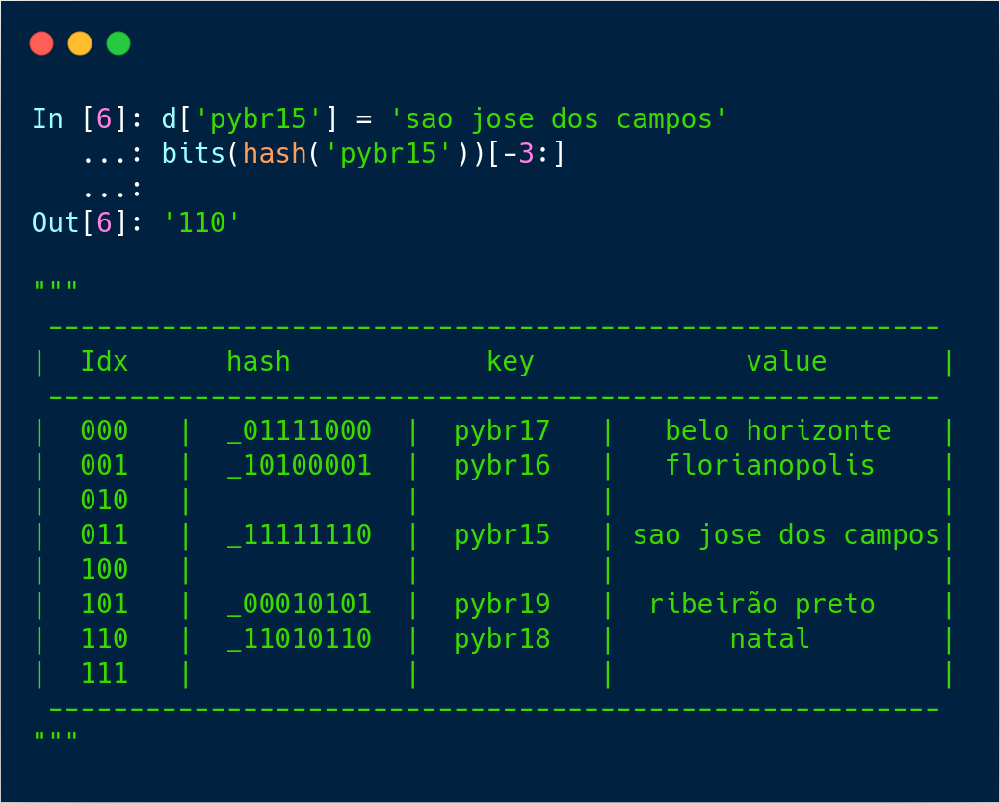 In [6]: d['pybr15'] = 'sao jose dos campos'
   ...: bits(hash('pybr15'))[-3:]
   ...:
Out[6]: '110'
"""
 -------------------------------------------------------
|  Idx      hash            key             value       |
 -------------------------------------------------------
|  000   |  _01111000  |  pybr17   |   belo horizonte   |
|  001   |  _10100001  |  pybr16   |   florianopolis    |
|  010   |             |           |                    |
|  011   |  _11111110  |  pybr15   | sao jose dos campos|
|  100   |             |           |                    |
|  101   |  _00010101  |  pybr19   |  ribeirão preto    |
|  110   |  _11010110  |  pybr18   |       natal        |
|  111   |             |           |                    |
 -------------------------------------------------------
"""